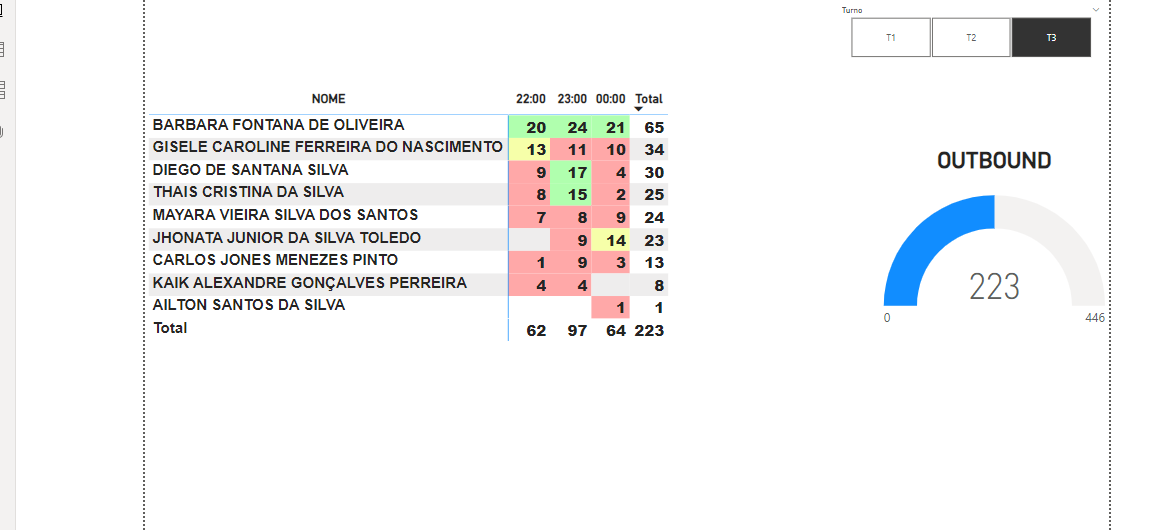 Turno
T1 T2 T3
NOME 22:00 23:00 00:00 Total
BARBARA FONTANA DE OLIVEIRA 20 24 21 65
GISELE CAROLINE FERREIRA DO NASCIMENTO 13 11 10 34
DIEGO DE SANTANA SILVA 9 17 4 30
THAIS CRISTINA DA SILVA 8 15 2 25
MAYARA VIEIRA SILVA DOS SANTOS 7 8 9 24
JHONATA JUNIOR DA SILVA TOLEDO 9 14 23
CARLOS JONES MENEZES PINTO 1 9 3 13
KAIK ALEXANDRE GONÇALVES PERREIRA 4 4 8
AILTON SANTOS DA SILVA 1 1
Total 62 97 64 223
OUTBOUND
223
0 446